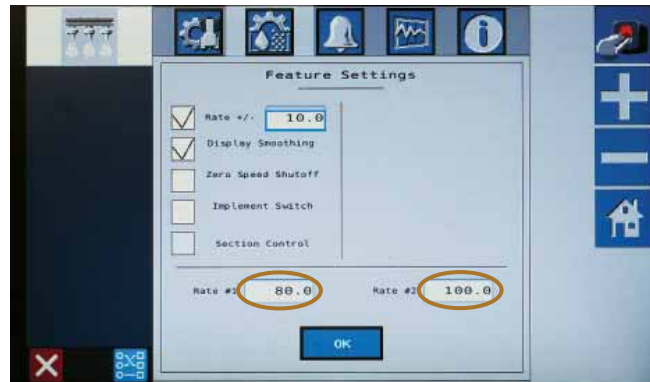 Feature Settings
Rate +/- 10.0
Display Smoothing
Zero Speed Shutoff
Implement Switch
Section Control
Rate #1 80.0 Rate #2 100.0
OK